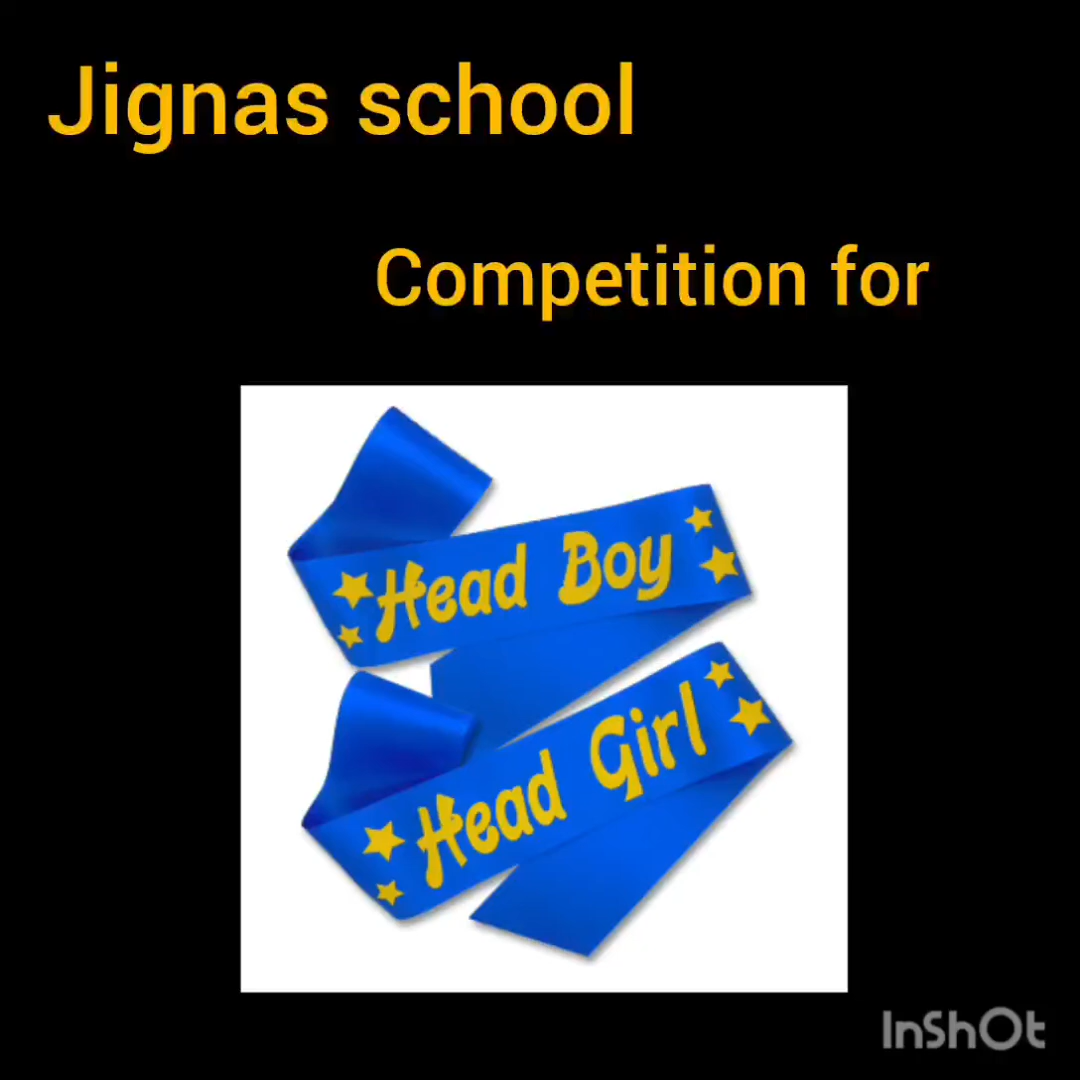 Jignas school
Competition for
Head Boy
Head Girl
InShOt